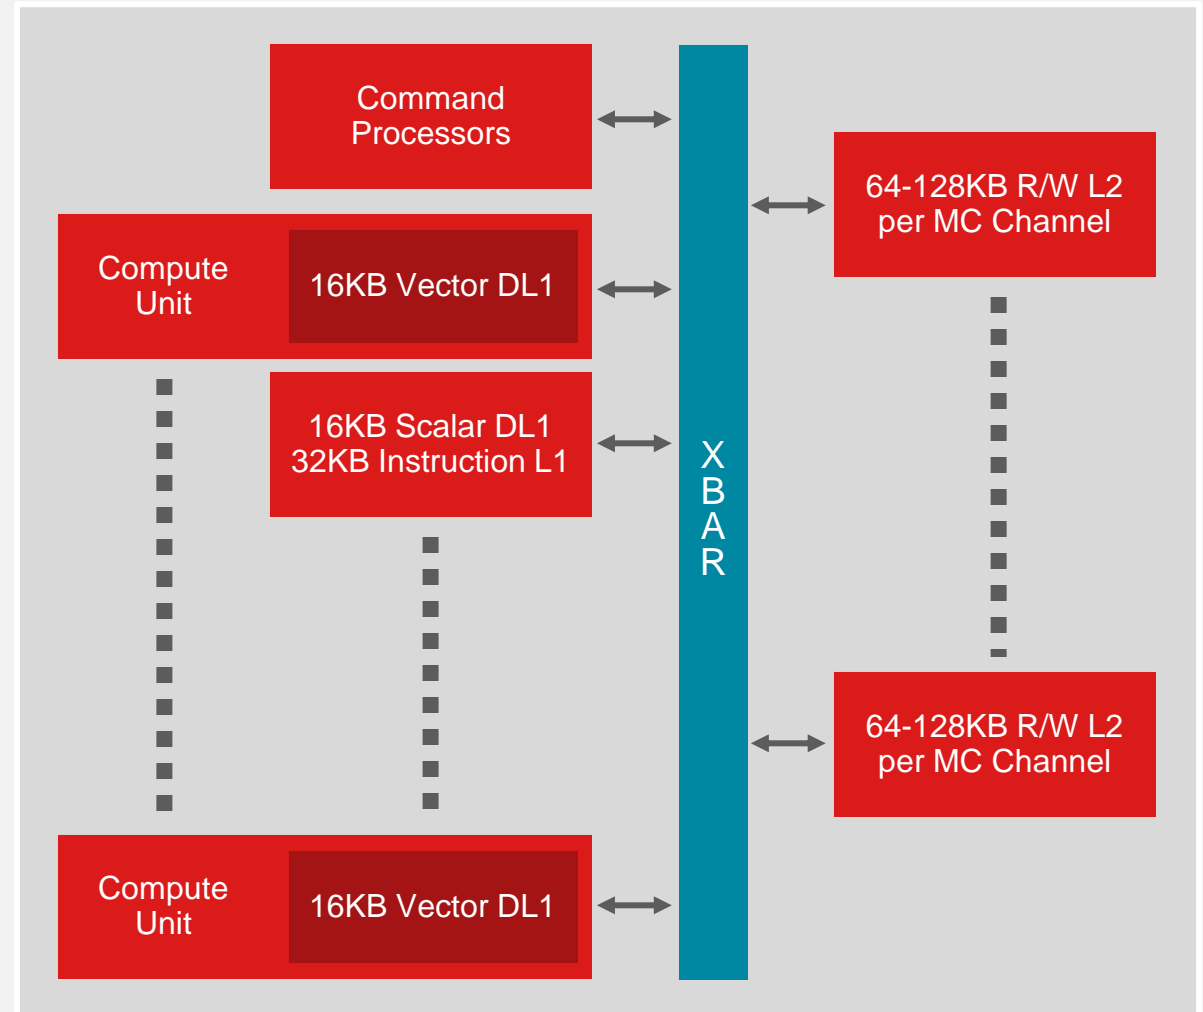 Command
Processors
64-128KB R/W L2
per MC Channel
Compute
Unit
16KB Vector DL1
16KB Scalar DL1
32KB Instruction L1
X
B
A
R
64-128KB R/W L2
per MC Channel
Compute
Unit
16KB Vector DL1